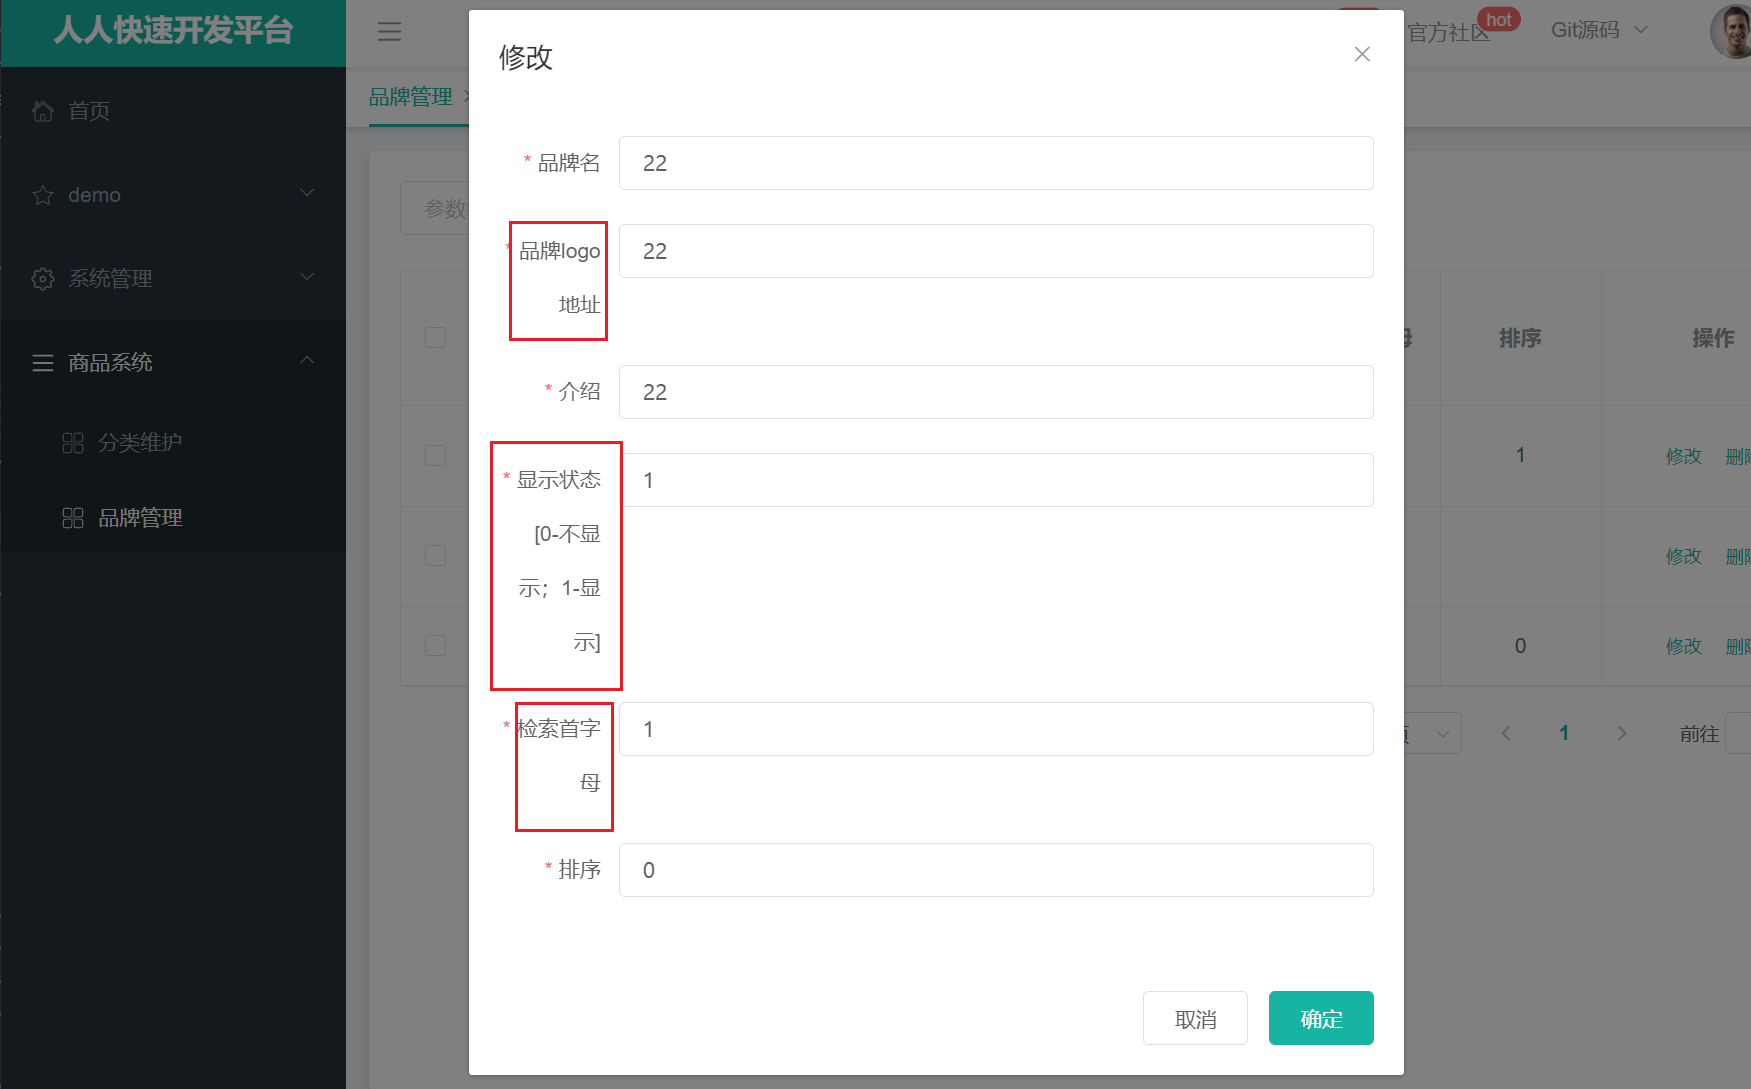 人人快速开发平台
官方社区
hot
Git源码
首页
demo
系统管理
商品系统
分类维护
品牌管理
品牌管理
参数
修改
* 品牌名
22
* 品牌logo
地址
22
* 介绍
22
* 显示状态
[0-不显
示；1-显
示]
1
* 检索首字
母
1
* 排序
0
取消
确定
排序
操作
1
修改
修改
0
修改
1
前往